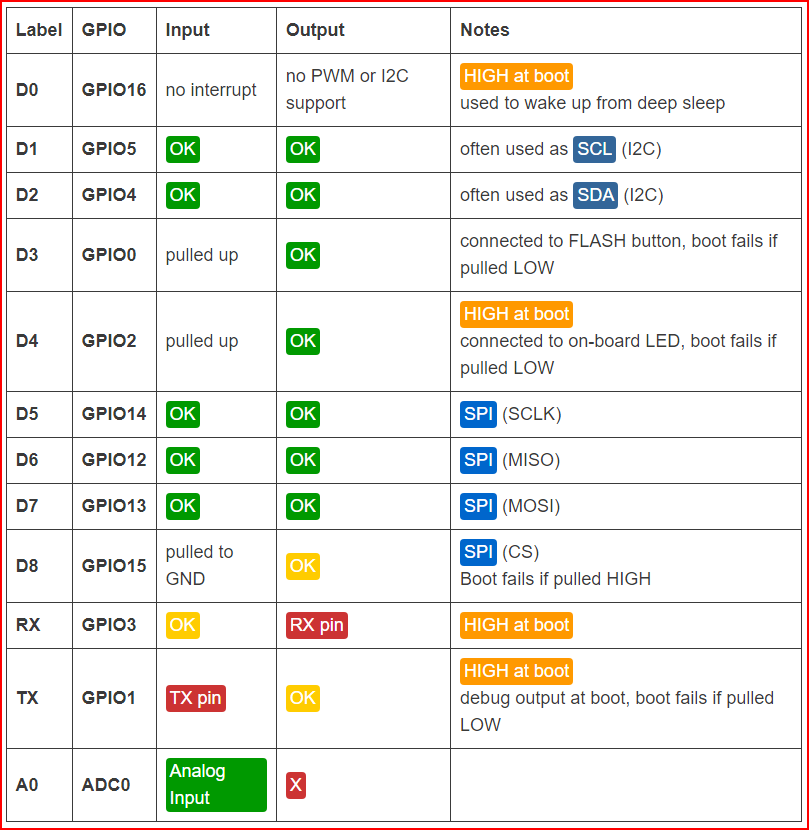 Label GPIO Input Output Notes
D0 GPIO16 no interrupt no PWM or I2C support HIGH at boot
used to wake up from deep sleep
D1 GPIO5 OK OK often used as SCL (I2C)
D2 GPIO4 OK OK often used as SDA (I2C)
D3 GPIO0 pulled up OK connected to FLASH button, boot fails if
pulled LOW
D4 GPIO2 pulled up OK HIGH at boot
connected to on-board LED, boot fails if
pulled LOW
D5 GPIO14 OK OK SPI (SCLK)
D6 GPIO12 OK OK SPI (MISO)
D7 GPIO13 OK OK SPI (MOSI)
D8 GPIO15 pulled to GND OK SPI (CS)
Boot fails if pulled HIGH
RX GPIO3 OK RX pin HIGH at boot
TX GPIO1 TX pin OK HIGH at boot
debug output at boot, boot fails if pulled
LOW
A0 ADC0 Analog Input X